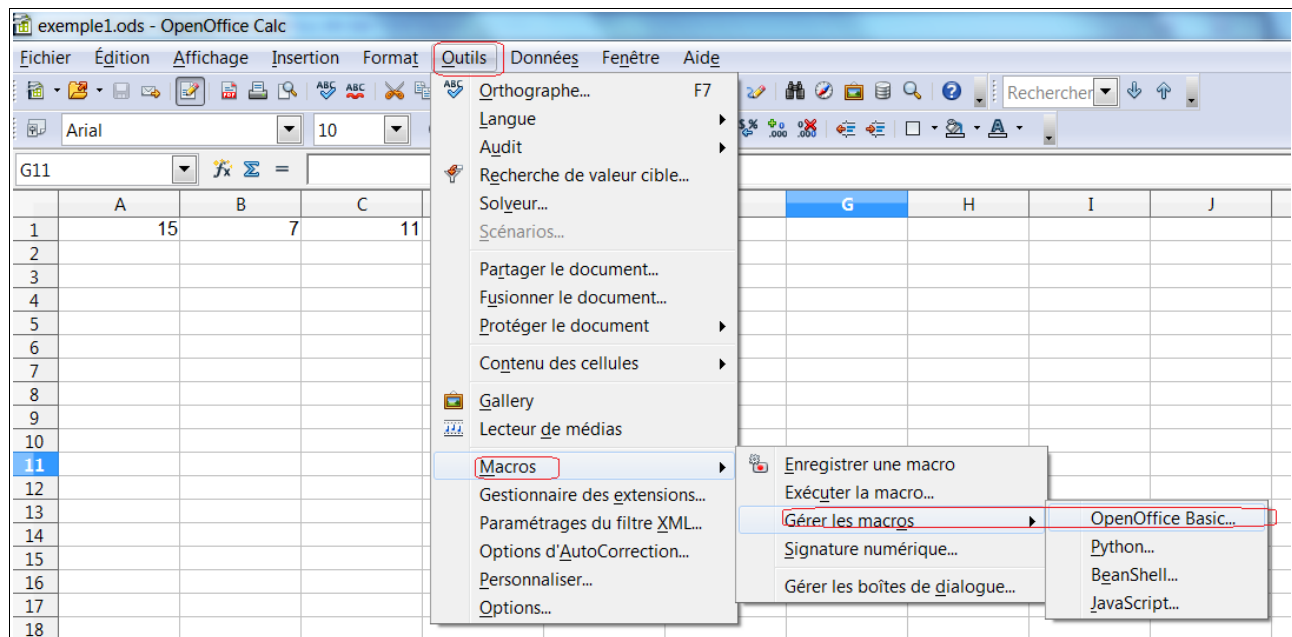 exemple1.ods - OpenOffice Calc
Fichier Édition Affichage Insertion Format Outils Données Fenêtre Aide
Rechercher
Arial 10
G11 =
A B C G H I J
1 15 7 11
2
3
4
5
6
7
8
9
10
11
12
13
14
15
16
17
18
Orthographe... F7
Langue
Audit
Recherche de valeur cible...
Solveur...
Scénarios...
Partager le document...
Fusionner le document...
Protéger le document
Contenu des cellules
Gallery
Lecteur de médias
Macros
Gestionnaire des extensions...
Paramétrages du filtre XML...
Options d'AutoCorrection...
Personnaliser...
Options...
Enregistrer une macro
Exécuter la macro...
Gérer les macros
Signature numérique...
Gérer les boîtes de dialogue...
OpenOffice Basic...
Python...
BeanShell...
JavaScript...